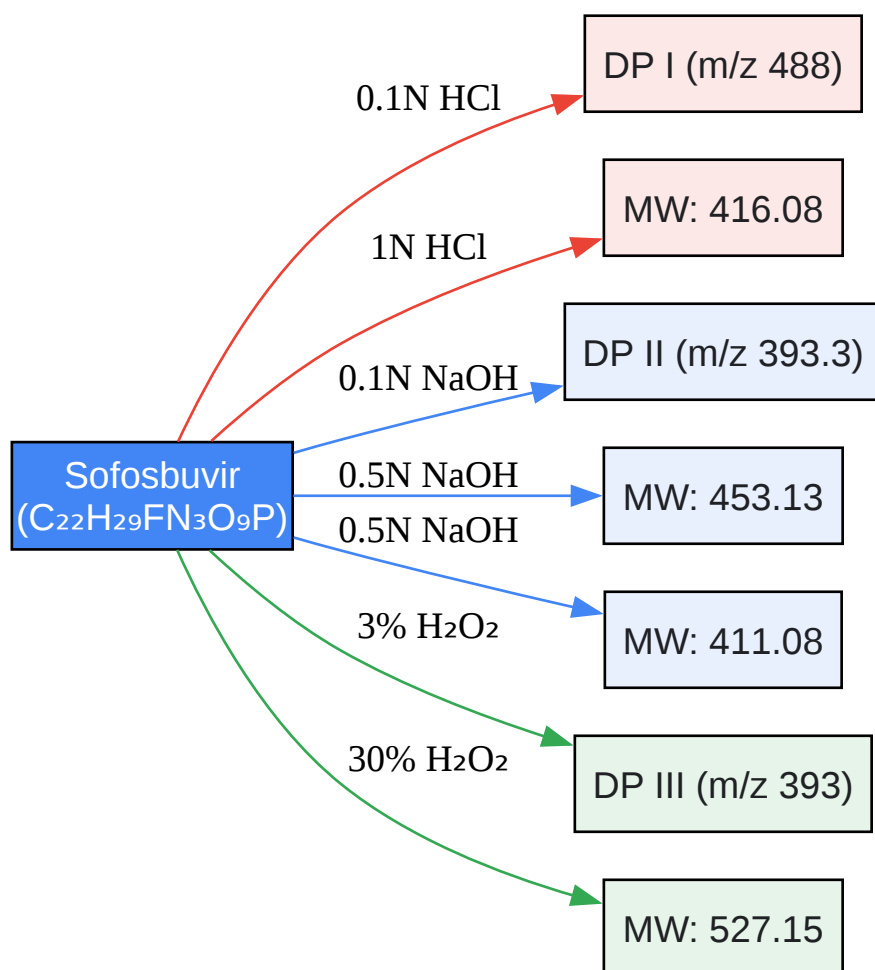 0.1N HCl
DP I (m/z 488)
1N HCl
MW: 416.08
0.1N NaOH
DP II (m/z 393.3)
Sofosbuvir
(C₂₂H₂₉FN₃O₉P)
0.5N NaOH
MW: 453.13
0.5N NaOH
MW: 411.08
3% H₂O₂
DP III (m/z 393)
30% H₂O₂
MW: 527.15